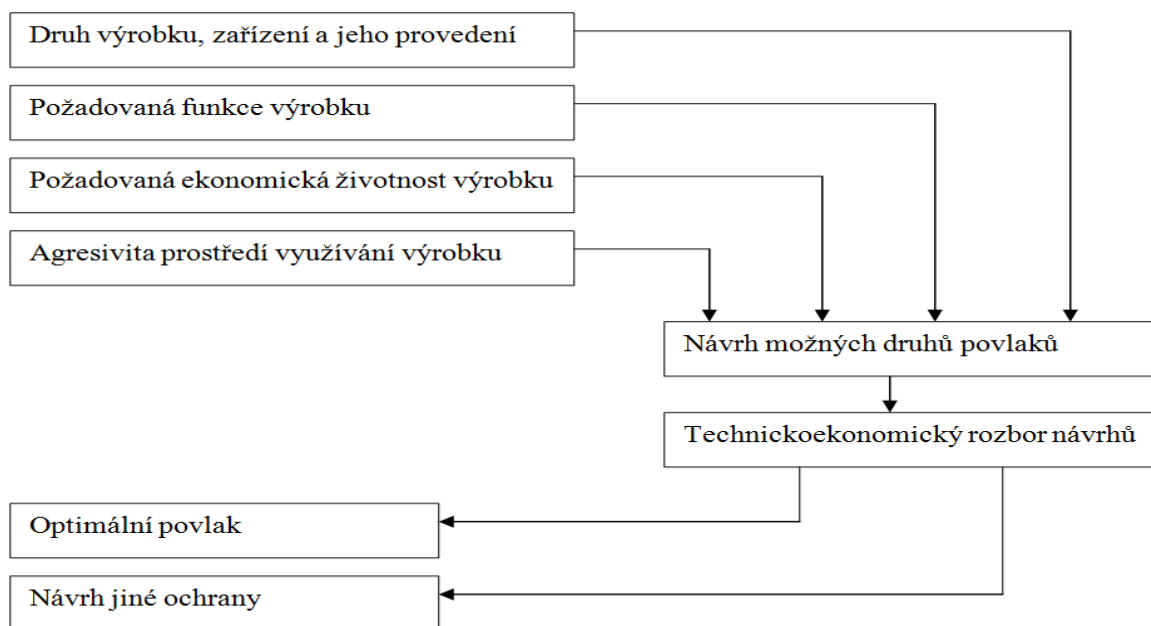 Druh výrobku, zařízení a jeho provedení
Požadovaná funkce výrobku
Požadovaná ekonomická životnost výrobku
Agresivita prostředí využívání výrobku
Návrh možných druhů povlaků
Technickoekonomický rozbor návrhů
Optimální povlak
Návrh jiné ochrany